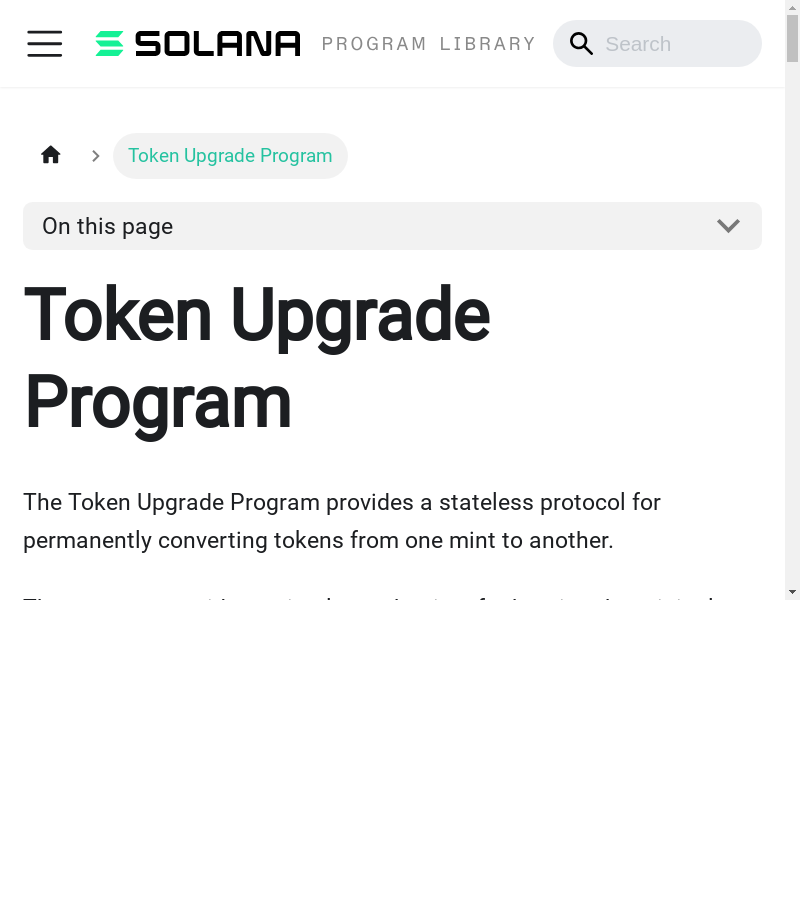 SOLANA PROGRAM LIBRARY
Search
Token Upgrade Program
On this page
Token Upgrade
Program
The Token Upgrade Program provides a stateless protocol for
permanently converting tokens from one mint to another.